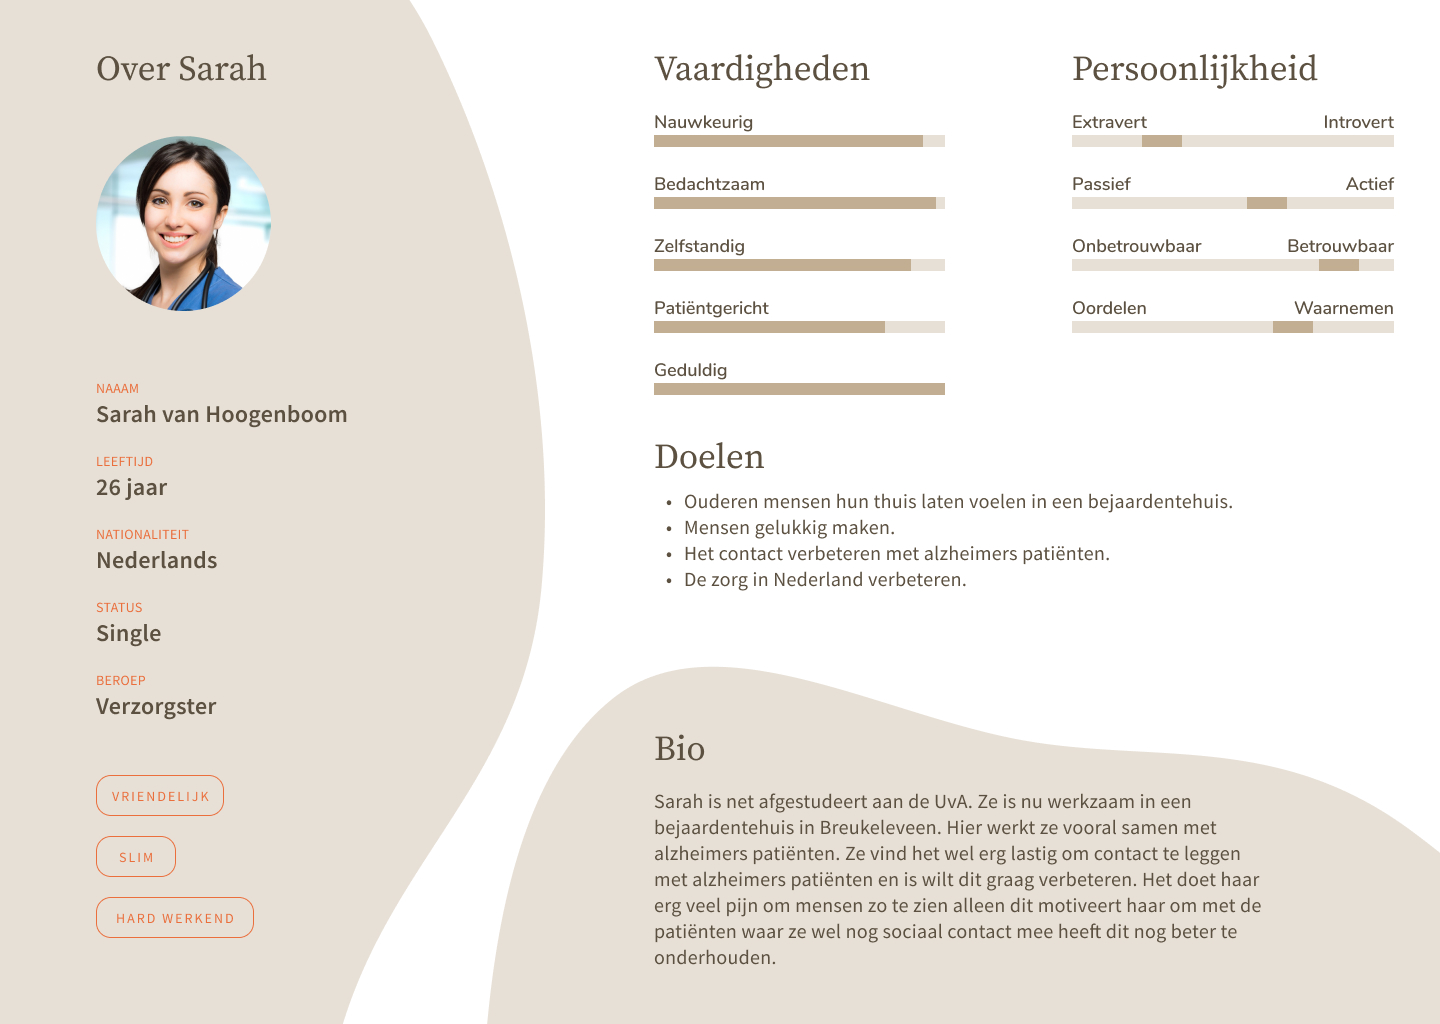 Over Sarah
NAAAM
Sarah van Hoogenboom
LEEFTIJD
26 jaar
NATIONALITEIT
Nederlands
STATUS
Single
BEROEP
Verzorgster
VRIENDELIJK
SLIM
HARD WERKEND
Vaardigheden
Nauwkeurig
Bedachtzaam
Zelfstandig
Patiëntgericht
Geduldig
Persoonlijkheid
Extravert Introvert
Passief Actief
Onbetrouwbaar Betrouwbaar
Oordelen Waarnemen
Doelen
• Ouderen mensen hun thuis laten voelen in een bejaardentehuis.
• Mensen gelukkig maken.
• Het contact verbeteren met alzheimers patiënten.
• De zorg in Nederland verbeteren.
Bio
Sarah is net afgestudeert aan de UvA. Ze is nu werkzaam in een
bejaardentehuis in Breukeleveen. Hier werkt ze vooral samen met
alzheimers patiënten. Ze vind het wel erg lastig om contact te leggen
met alzheimers patiënten en is wilt dit graag verbeteren. Het doet haar
erg veel pijn om mensen zo te zien alleen dit motiveert haar om met de
patiënten waar ze wel nog sociaal contact mee heeft dit nog beter te
onderhouden.